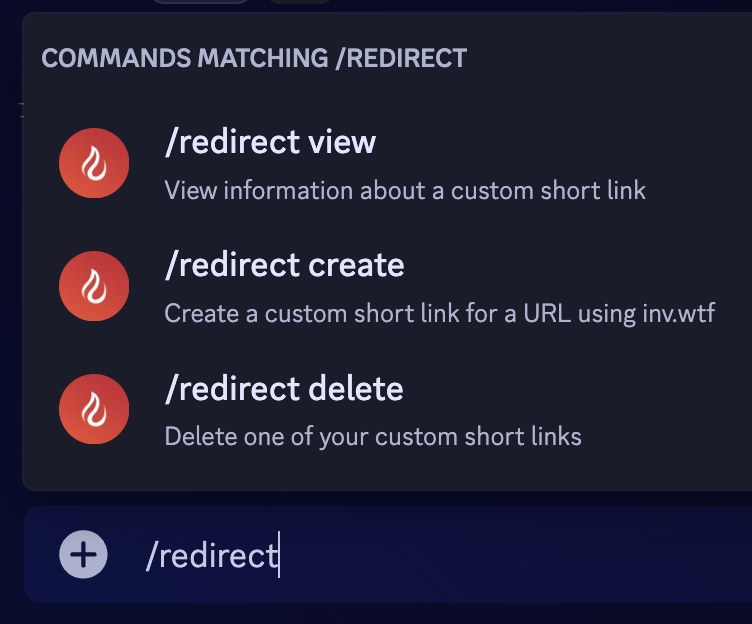 COMMANDS MATCHING /REDIRECT
/redirect view
View information about a custom short link
/redirect create
Create a custom short link for a URL using inv.wtf
/redirect delete
Delete one of your custom short links
/redirect